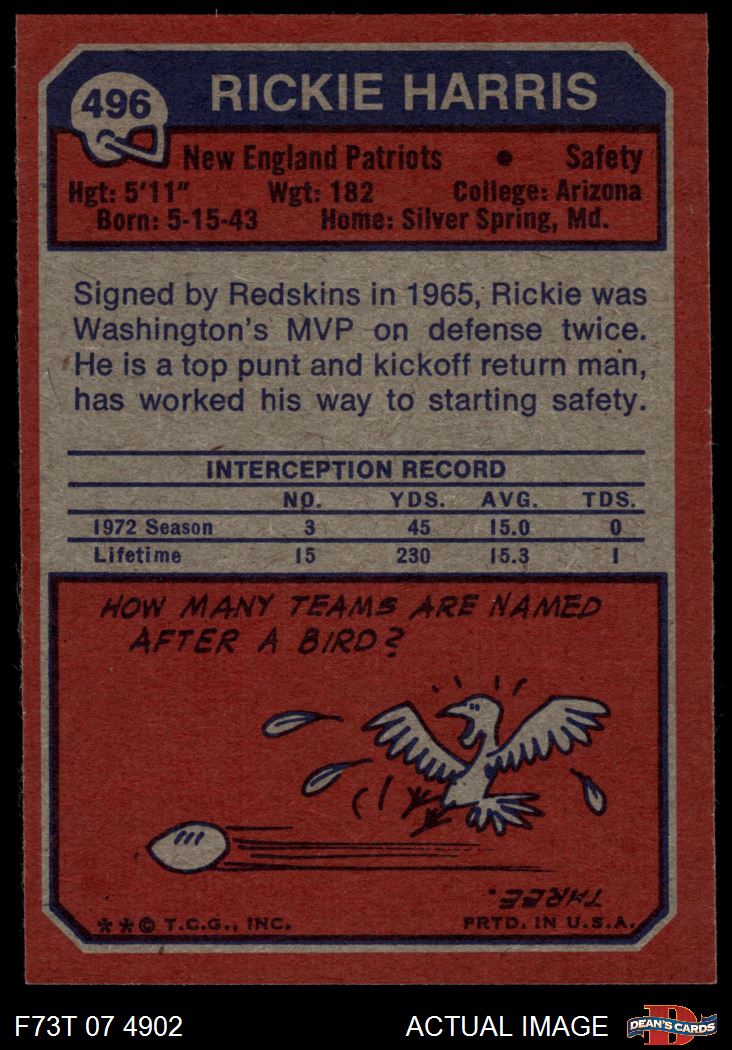 496
RICKIE HARRIS
New England Patriots • Safety
Hgt: 5'11" Wgt: 182 College: Arizona
Born: 5-15-43 Home: Silver Spring, Md.
Signed by Redskins in 1965, Rickie was
Washington's MVP on defense twice.
He is a top punt and kickoff return man,
has worked his way to starting safety.
INTERCEPTION RECORD
NO. YDS. AVG. TDS.
1972 Season 3 45 15.0 0
Lifetime 15 230 15.3 1
HOW MANY TEAMS ARE NAMED
AFTER A BIRD?
THREE.
**© T.C.G., INC. PRTD. IN U.S.A.
F73T 07 4902 ACTUAL IMAGE
D
DEAN'S CARDS